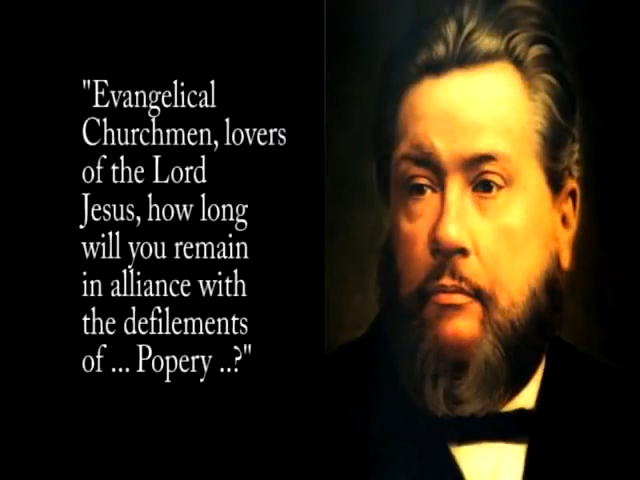 "Evangelical
Churchmen, lovers
of the Lord
Jesus, how long
will you remain
in alliance with
the defilements
of ... Popery ..?"